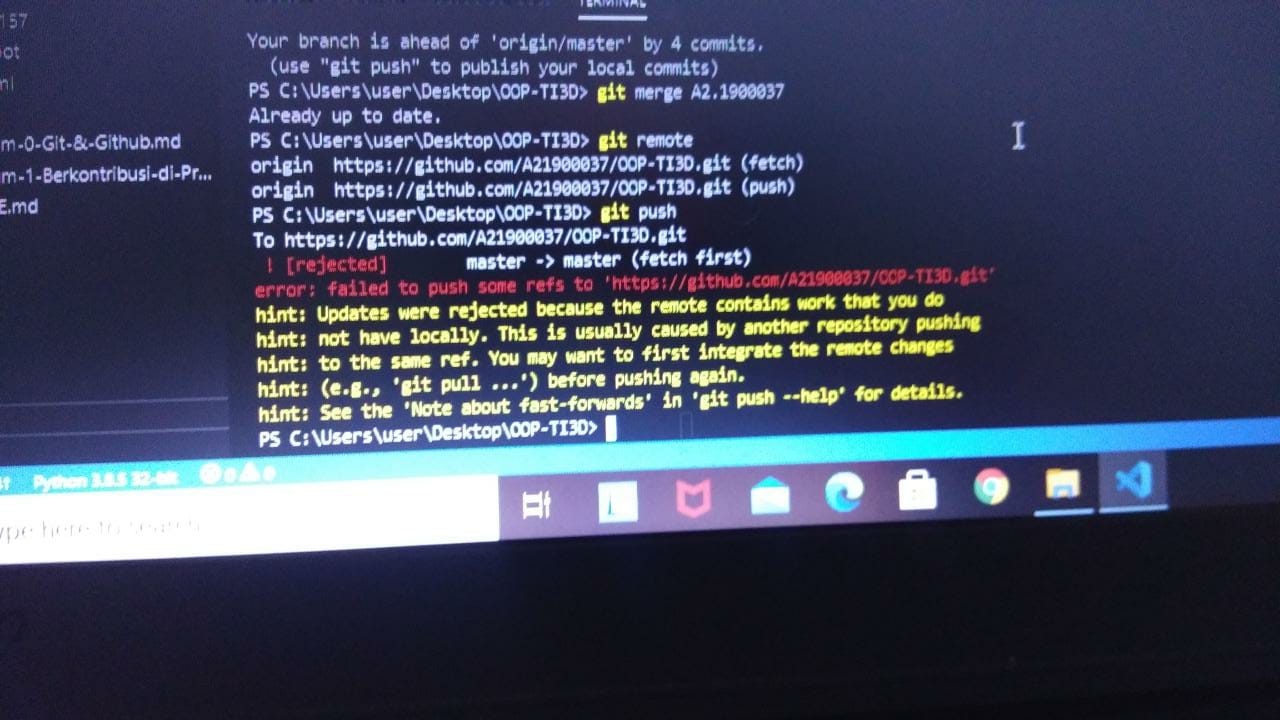 157
TERMINAL
ot
Your branch is ahead of 'origin/master' by 4 commits.
(use "git push" to publish your local commits)
PS C:\Users\user\Desktop\OOP-TI3D> git merge A2.1900037
Already up to date.
m-0-Git-&-Github.md
PS C:\Users\user\Desktop\OOP-TI3D> git remote
origin https://github.com/A21900037/OOP-TI3D.git (fetch)
m-1-Berkontribusi-di-Pr...
origin https://github.com/A21900037/OOP-TI3D.git (push)
E.md
PS C:\Users\user\Desktop\OOP-TI3D> git push
To https://github.com/A21900037/OOP-TI3D.git
! [rejected] master -> master (fetch first)
error: failed to push some refs to 'https://github.com/A21900037/OOP-TI3D.git'
hint: Updates were rejected because the remote contains work that you do
hint: not have locally. This is usually caused by another repository pushing
hint: to the same ref. You may want to first integrate the remote changes
hint: (e.g., 'git pull ...') before pushing again.
hint: See the 'Note about fast-forwards' in 'git push --help' for details.
PS C:\Users\user\Desktop\OOP-TI3D>
Python 3.8.5 32-bit 0 0
ype here to search